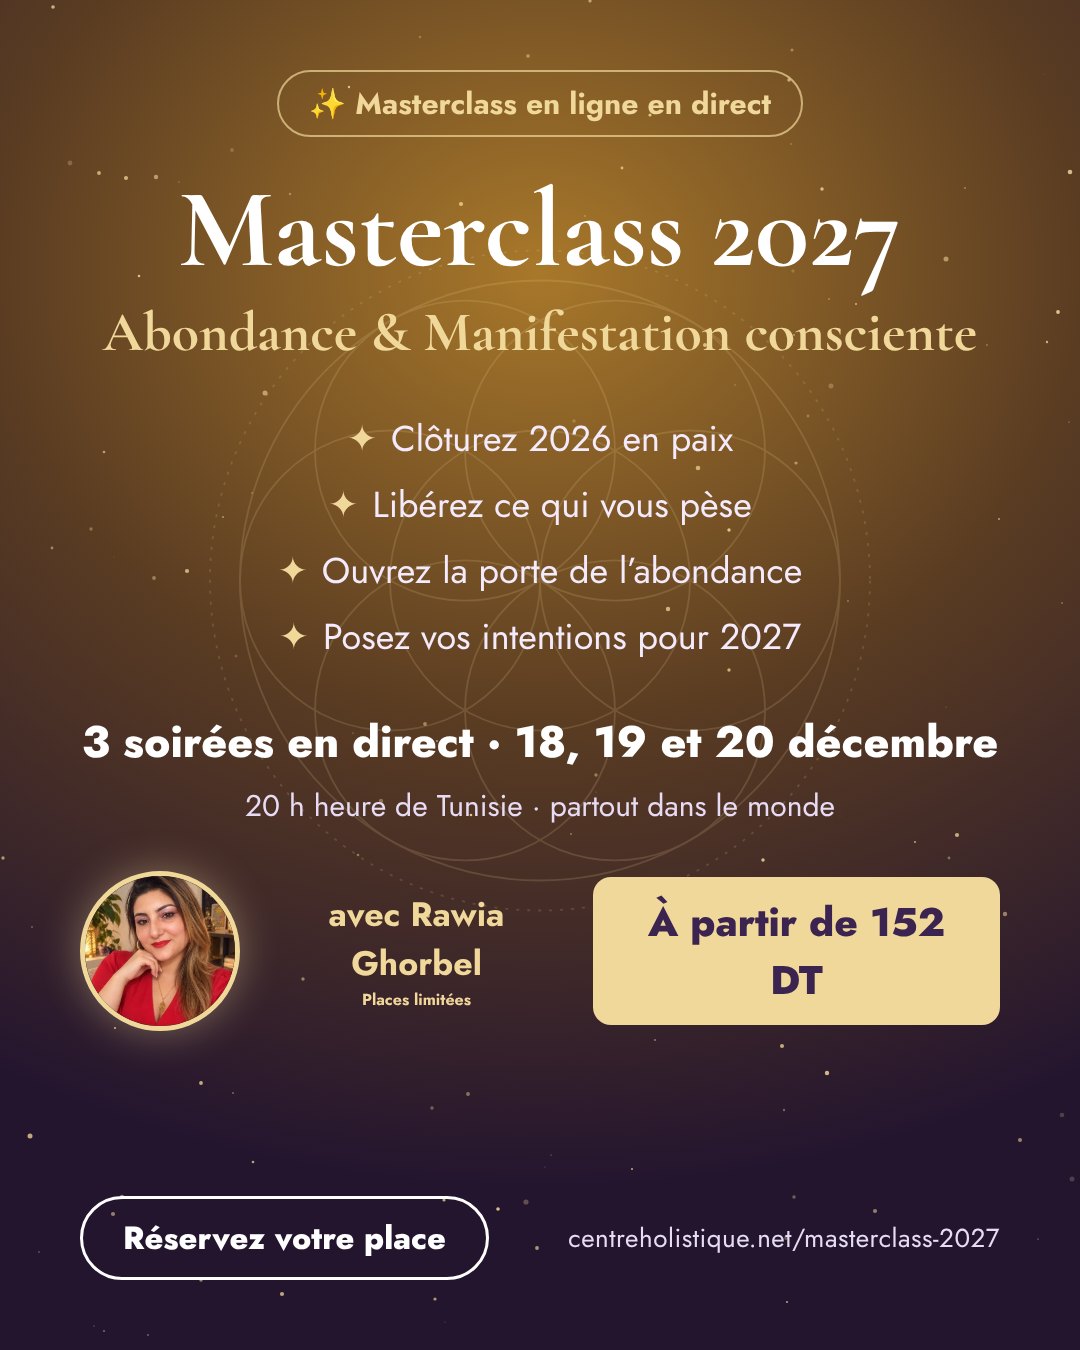 ✨ Masterclass en ligne en direct
Masterclass 2027
Abondance & Manifestation consciente
✦ Clôturez 2026 en paix
✦ Libérez ce qui vous pèse
✦ Ouvrez la porte de l’abondance
✦ Posez vos intentions pour 2027
3 soirées en direct · 18, 19 et 20 décembre
20 h heure de Tunisie · partout dans le monde
avec Rawia
Ghorbel
Places limitées
À partir de 152
DT
Réservez votre place
centreholistique.net/masterclass-2027